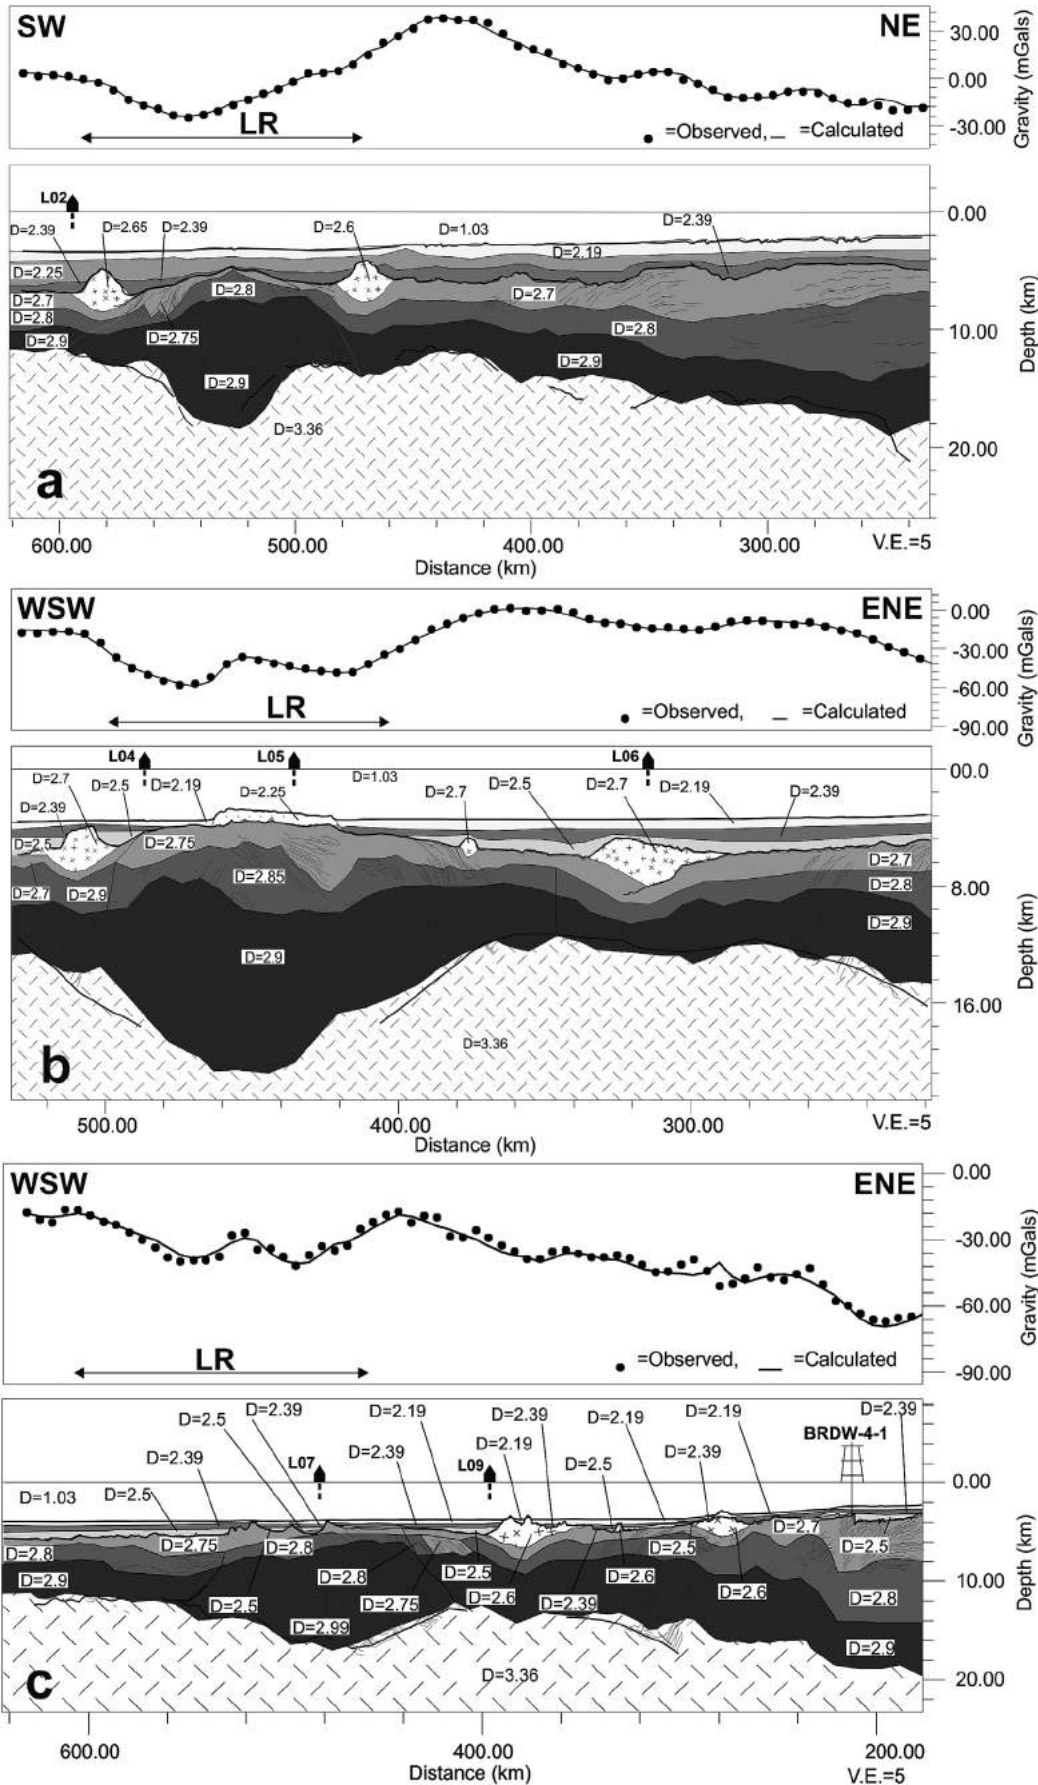 SW NE
30.00
0.00
-30.00
Gravity (mGals)
LR
=Observed, =Calculated
L02
0.00
D=2.39 D=2.65 D=2.39 D=2.6 D=1.03 D=2.39
D=2.19
D=2.25
D=2.8 D=2.7
D=2.7
D=2.8 D=2.8
D=2.75
D=2.9 D=2.9
10.00
D=2.9
D=3.36
20.00
Depth (km)
a
600.00 500.00 400.00 300.00 V.E.=5
Distance (km)
WSW ENE
0.00
-30.00
-60.00
-90.00
Gravity (mGals)
LR
=Observed, =Calculated
L04 L05 L06
00.0
D=2.7 D=2.5 D=2.19 D=2.25 D=1.03 D=2.7 D=2.5 D=2.7 D=2.19 D=2.39
D=2.39
D=2.5 D=2.75
D=2.7
D=2.85 D=2.8
D=2.7 D=2.9
8.00
D=2.9
D=2.9
16.00
D=3.36
Depth (km)
b
500.00 400.00 300.00 V.E.=5
Distance (km)
WSW ENE
0.00
-30.00
-60.00
-90.00
Gravity (mGals)
LR
=Observed, =Calculated
D=2.5 D=2.39 D=2.19 D=2.39 D=2.19 D=2.19 D=2.39
BRDW-4-1
D=2.39 L07 D=2.39 L09 D=2.19 D=2.5 D=2.39
0.00
D=1.03 D=2.5
D=2.7
D=2.75 D=2.8 D=2.5 D=2.5
D=2.8
D=2.9 D=2.8 D=2.5 D=2.6
10.00
D=2.5 D=2.75 D=2.6 D=2.39 D=2.6 D=2.8
D=2.99 D=2.9
D=3.36
20.00
Depth (km)
c
600.00 400.00 200.00
Distance (km) V.E.=5